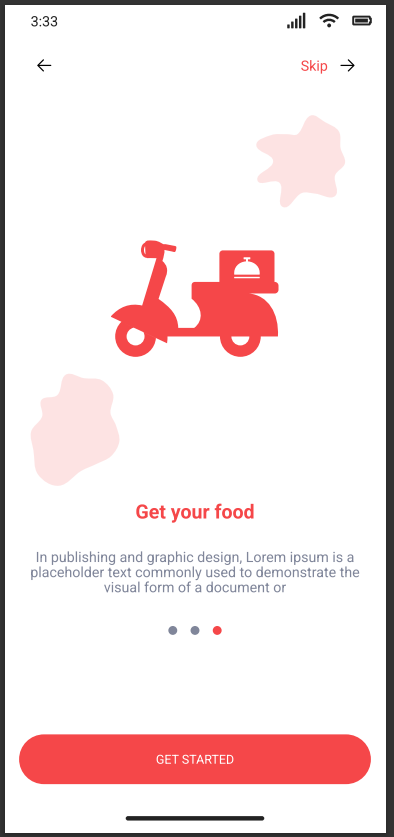 3:33
Skip
Get your food
In publishing and graphic design, Lorem ipsum is a
placeholder text commonly used to demonstrate the
visual form of a document or
GET STARTED